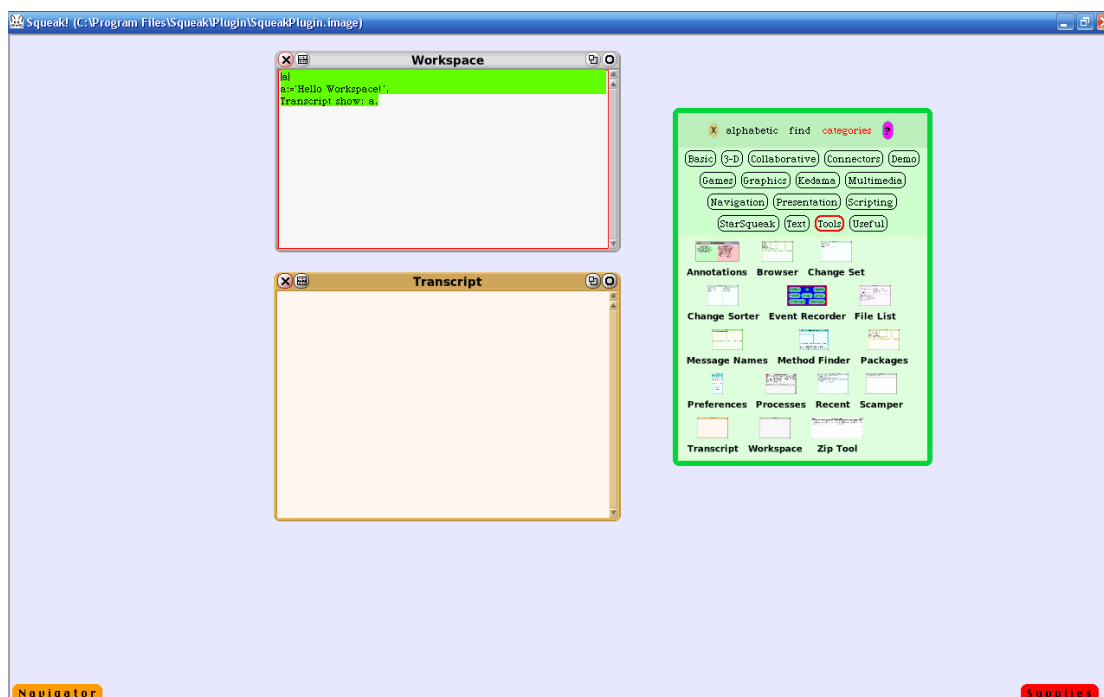 Squeak! (C:\Program Files\Squeak\Plugin\SqueakPlugin.image)
X Workspace O
|a|
a:='Hello Workspace!'.
Transcript show: a.
X Transcript O
X alphabetic find categories ?
Basic 3-D Collaborative Connectors Demo
Games Graphics Kedama Multimedia
Navigation Presentation Scripting
StarSqueak Text Tools Useful
Annotations Browser Change Set
Change Sorter Event Recorder File List
Message Names Method Finder Packages
Preferences Processes Recent Scamper
Transcript Workspace Zip Tool
Navigator
Supplies